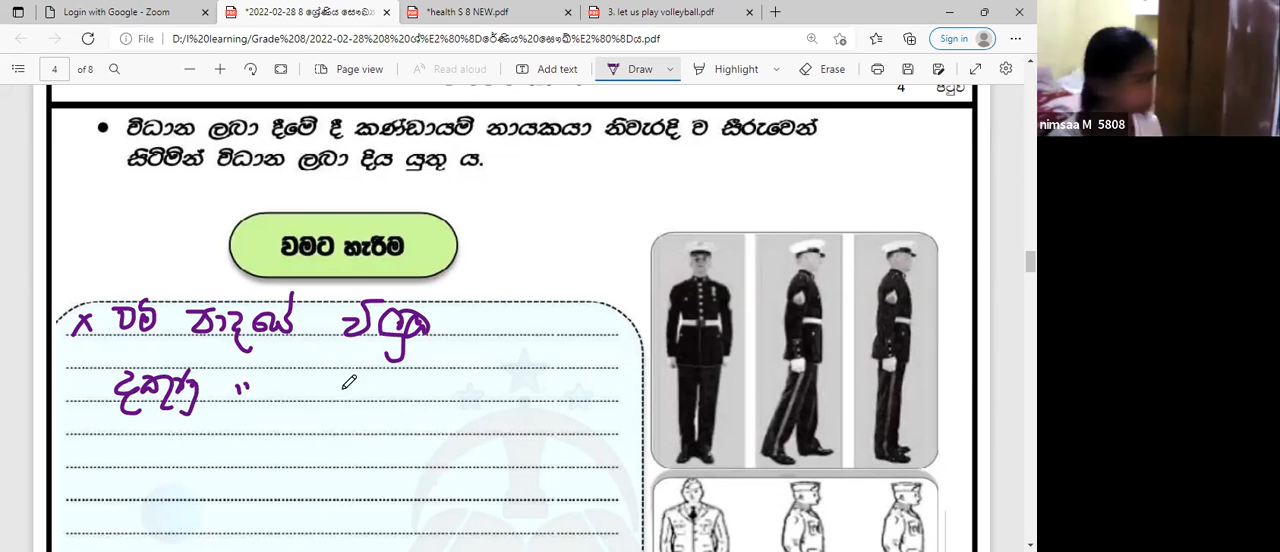 Login with Google - Zoom
*2022-02-28 8 ශ්‍රේණිය සෞඛ්‍ය
*health S 8 NEW.pdf
3. let us play volleyball.pdf
File
D:/I%20learning/Grade%208/2022-02-28%208%20ශ්%E2%80%8Dරේණිය%20සෞඛ්%E2%80%8Dය.pdf
Sign in
4 of 8
Page view
Read aloud
Add text
Draw
Highlight
Erase
4
පිටුව
• විධාන ලබා දීමේ දී කණ්ඩායම් නායකයා නිවැරදි ව සීරුවෙන්
සිටිමින් විධාන ලබා දිය යුතු ය.
වමට හැරීම
x වම් පාදයේ විලුඹ
දකුණු "
nimsaa M 5808